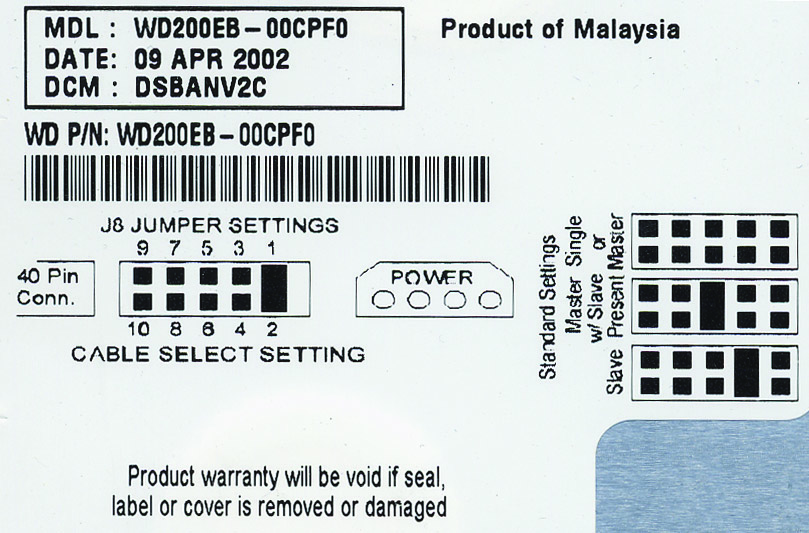 MDL : WD200EB-00CPF0
DATE: 09 APR 2002
DCM : DSBANV2C
Product of Malaysia
WD P/N: WD200EB-00CPF0
J8 JUMPER SETTINGS
9 7 5 3 1
40 Pin
Conn.
10 8 6 4 2
CABLE SELECT SETTING
POWER
Standard Settings
Master Single
w/ Slave or
Present Master
Slave
Product warranty will be void if seal,
label or cover is removed or damaged